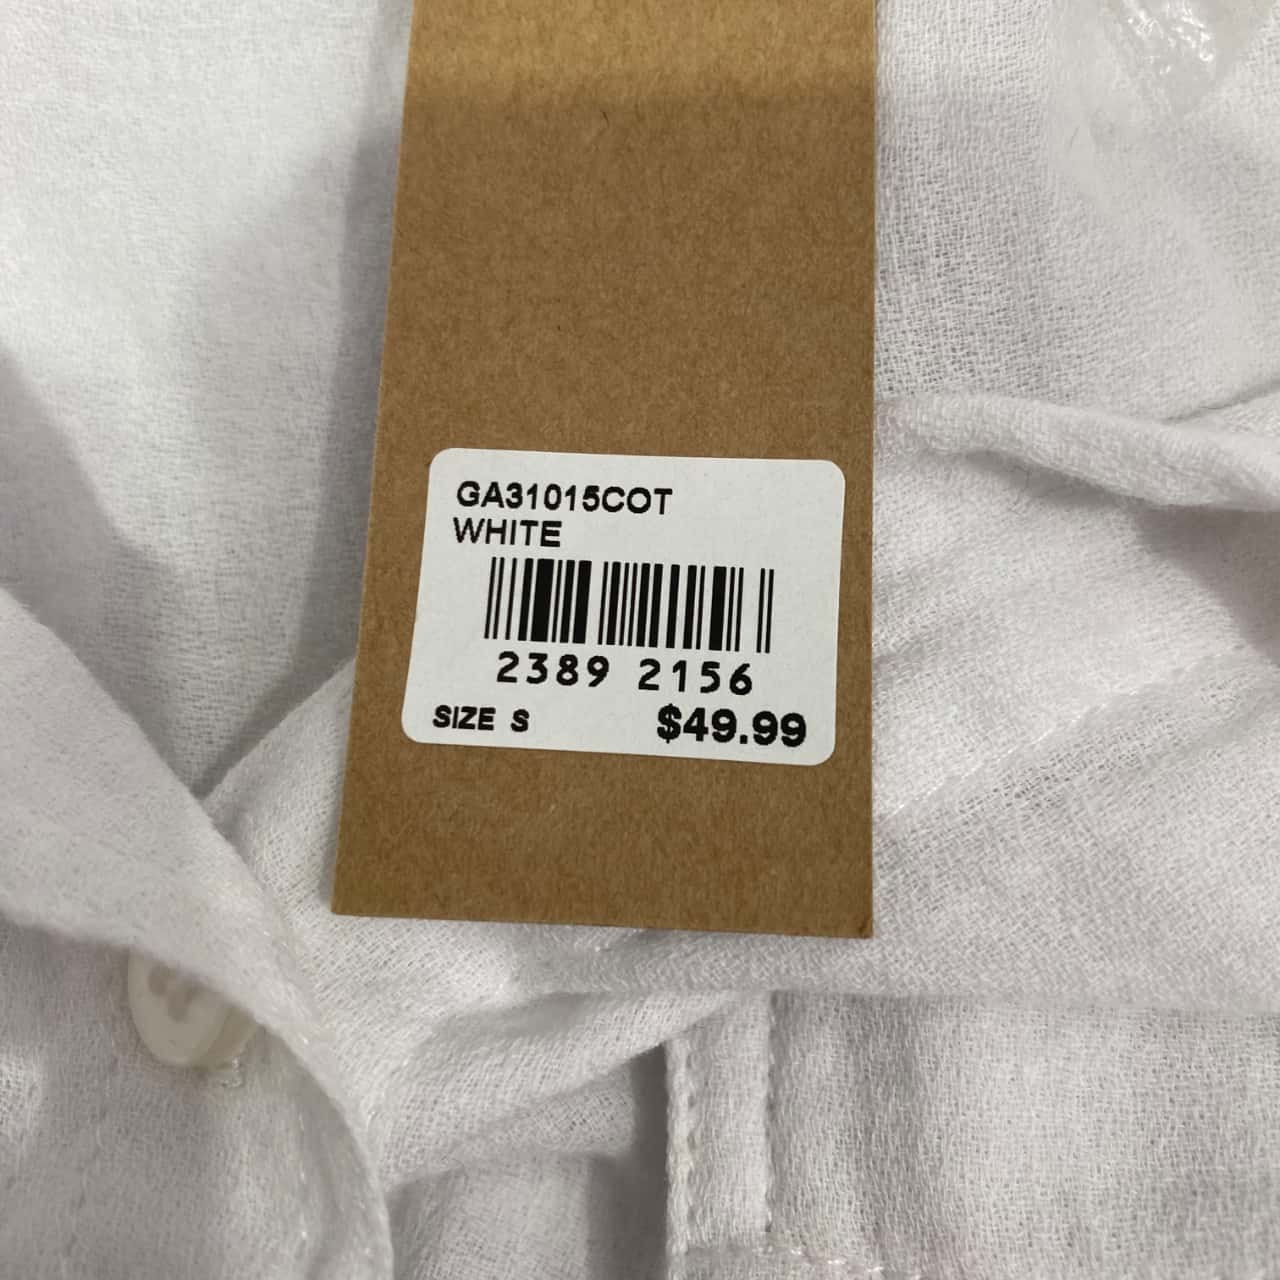 GA31015COT
WHITE
2389 2156
SIZE S $49.99